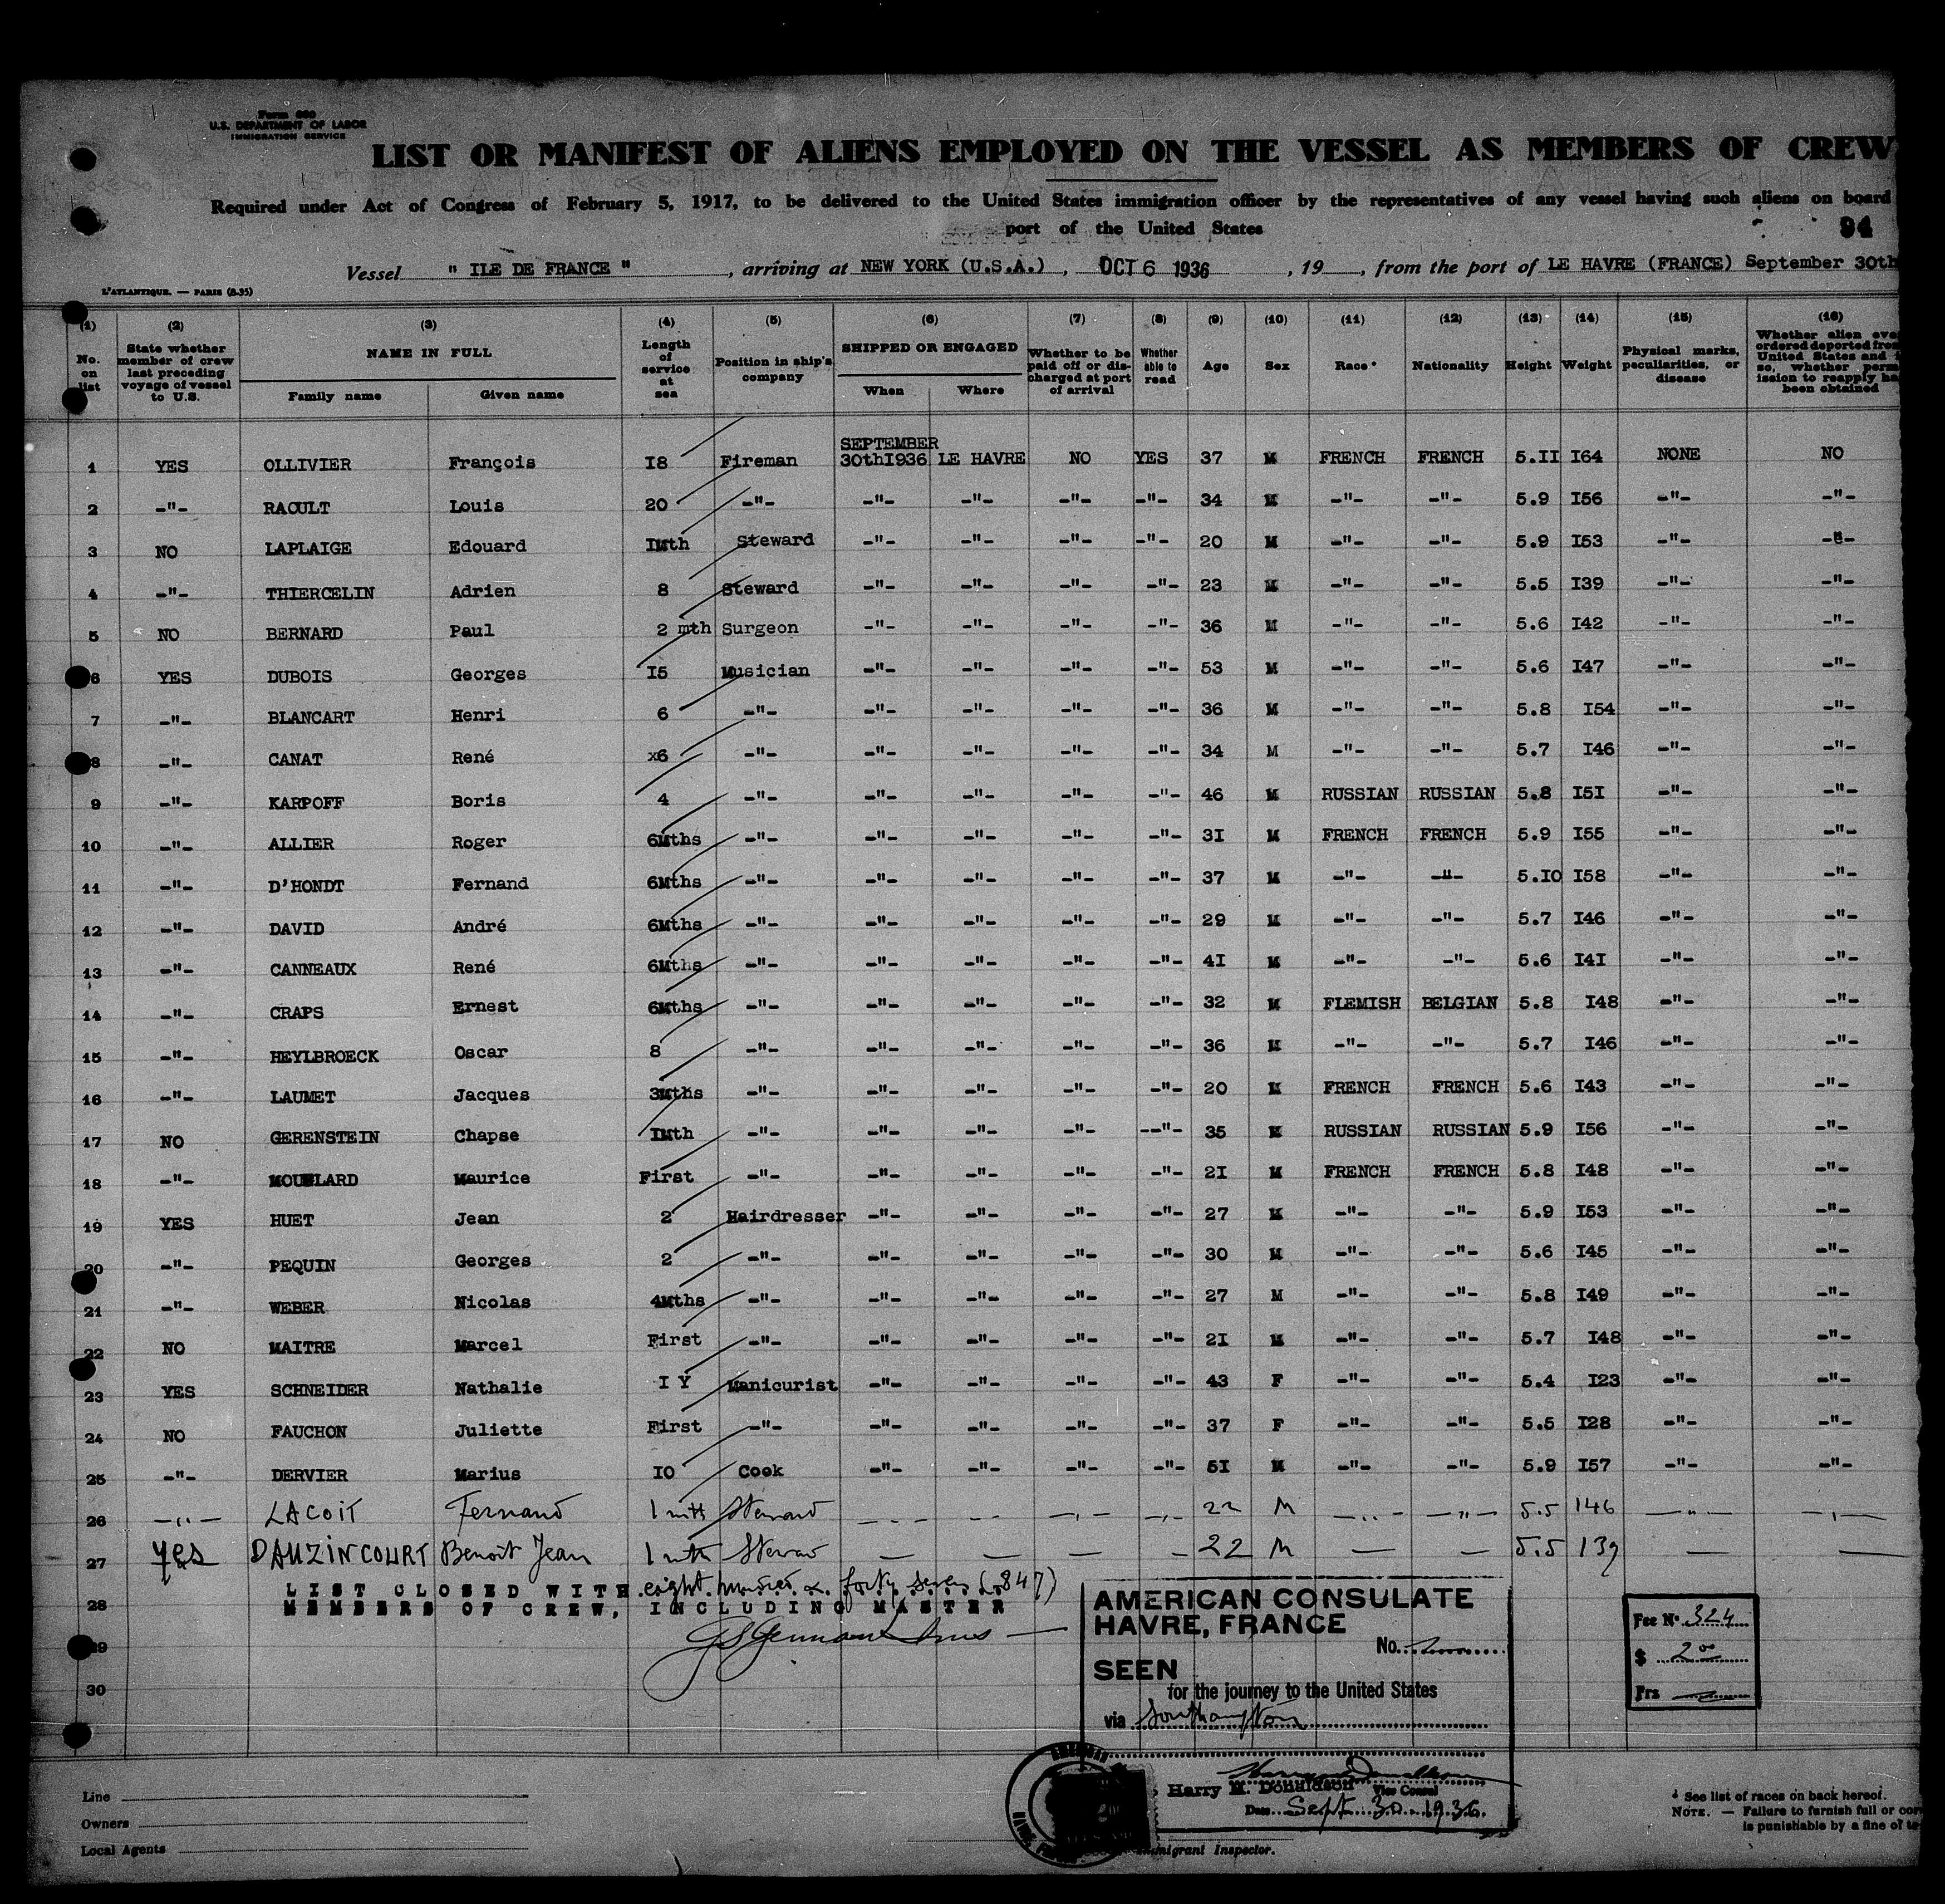 Form 680
U.S. DEPARTMENT OF LABOR
IMMIGRATION SERVICE
LIST OR MANIFEST OF ALIENS EMPLOYED ON THE VESSEL AS MEMBERS OF CREW
Required under Act of Congress of February 5, 1917, to be delivered to the United States immigration officer by the representatives of any vessel having such aliens on board
port of the United States
94
Vessel " ILE DE FRANCE ", arriving at NEW YORK (U.S.A.), OCT 6 1936, 19, from the port of LE HAVRE (FRANCE) September 30th
L'ATLANTIQUE. — PARIS (8.35)
(1) No. on list (2) State whether member of crew last preceding voyage of vessel to U.S. (3) NAME IN FULL Family name Given name (4) Length of service at sea (5) Position in ship's company (6) SHIPPED OR ENGAGED When Where (7) Whether to be paid off or discharged at port of arrival (8) Whether able to read (9) Age (10) Sex (11) Race* (12) Nationality (13) Height (14) Weight (15) Physical marks, peculiarities, or disease (16) Whether alien ever ordered deported from United States and if so, whether permission to reapply has been obtained
1 YES OLLIVIER François I8 Fireman SEPTEMBER 30thI936 LE HAVRE NO YES 37 M FRENCH FRENCH 5.II I64 NONE NO
2 -"- RAOULT Louis 20 -"- -"- -"- -"- -"- 34 M -"- -"- 5.9 I56 -"- -"-
3 NO LAPLAIGE Edouard IMth Steward -"- -"- -"- -"- 20 M -"- -"- 5.9 I53 -"- -"-
4 -"- THIERCELIN Adrien 8 Steward -"- -"- -"- -"- 23 M -"- -"- 5.5 I39 -"- -"-
5 NO BERNARD Paul 2 mth Surgeon -"- -"- -"- -"- 36 M -"- -"- 5.6 I42 -"- -"-
6 YES DUBOIS Georges I5 Musician -"- -"- -"- -"- 53 M -"- -"- 5.6 I47 -"- -"-
7 -"- BLANCART Henri 6 -"- -"- -"- -"- -"- 36 M -"- -"- 5.8 I54 -"- -"-
8 -"- CANAT René x6 -"- -"- -"- -"- -"- 34 M -"- -"- 5.7 I46 -"- -"-
9 -"- KARPOFF Boris 4 -"- -"- -"- -"- -"- 46 M RUSSIAN RUSSIAN 5.8 I5I -"- -"-
10 -"- ALLIER Roger 6Mths -"- -"- -"- -"- -"- 3I M FRENCH FRENCH 5.9 I55 -"- -"-
11 -"- D'HONDT Fernand 6Mths -"- -"- -"- -"- -"- 37 M -"- -"- 5.IO I58 -"- -"-
12 -"- DAVID André 6Mths -"- -"- -"- -"- -"- 29 M -"- -"- 5.7 I46 -"- -"-
13 -"- CANNEAUX René 6Mths -"- -"- -"- -"- -"- 4I M -"- -"- 5.6 I4I -"- -"-
14 -"- CRAPS Ernest 6Mths -"- -"- -"- -"- -"- 32 M FLEMISH BELGIAN 5.8 I48 -"- -"-
15 -"- HEYLBROECK Oscar 8 -"- -"- -"- -"- -"- 36 M -"- -"- 5.7 I46 -"- -"-
16 -"- LAUMET Jacques 3Mths -"- -"- -"- -"- -"- 20 M FRENCH FRENCH 5.6 I43 -"- -"-
17 NO GERENSTEIN Chapse IMth -"- -"- -"- -"- --"- 35 M RUSSIAN RUSSIAN 5.9 I56 -"- -"-
18 -"- MOUILARD Maurice First -"- -"- -"- -"- -"- 2I M FRENCH FRENCH 5.8 I48 -"- -"-
19 YES HUET Jean 2 Hairdresser -"- -"- -"- -"- 27 M -"- -"- 5.9 I53 -"- -"-
20 -"- PEQUIN Georges 2 -"- -"- -"- -"- -"- 30 M -"- -"- 5.6 I45 -"- -"-
21 -"- WEBER Nicolas 4Mths -"- -"- -"- -"- -"- 27 M -"- -"- 5.8 I49 -"- -"-
22 NO MAITRE Marcel First -"- -"- -"- -"- -"- 2I M -"- -"- 5.7 I48 -"- -"-
23 YES SCHNEIDER Nathalie I Y Manicurist -"- -"- -"- -"- 43 F -"- -"- 5.4 I23 -"- -"-
24 NO FAUCHON Juliette First -"- -"- -"- -"- -"- 37 F -"- -"- 5.5 I28 -"- -"-
25 -"- DERVIER Marius IO Cook -"- -"- -"- -"- 5I M -"- -"- 5.9 I57 -"- -"-
26 -"- LACOIT Fernand 1 mth Steward -"- -"- -"- -"- 22 M -"- -"- 5.5 146 -"- -"-
27 yes DAUZINCOURT Benoit Jean 1 mth Steward — — — — 22 M — — 5.5 139 — —
LIST CLOSED WITH eight hundred & forty seven (847)
28 MEMBERS OF CREW, INCLUDING MASTER
29
30
AMERICAN CONSULATE
HAVRE, FRANCE
No.
SEEN
for the journey to the United States
via Southampton
Harry M. Donaldson Vice Consul
Date Sept. 30. 1936.
Fee No. 324
$ 2.00
Frs —
Line
Owners
Local Agents
Immigrant Inspector.
* See list of races on back hereof.
NOTE. — Failure to furnish full or
is punishable by a fine of